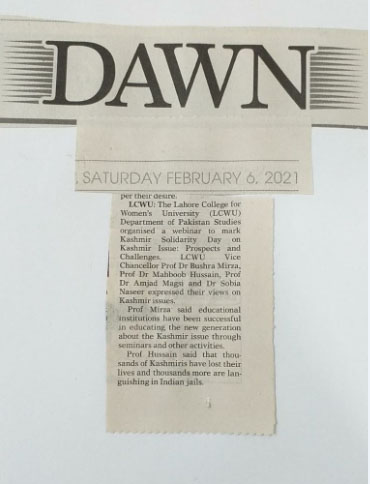 DAWN
SATURDAY FEBRUARY 6, 2021
per their desire.
LCWU: The Lahore College for
Women's University (LCWU)
Department of Pakistan Studies
organised a webinar to mark
Kashmir Solidarity Day on
Kashmir Issue: Prospects and
Challenges. LCWU Vice
Chancellor Prof Dr Bushra Mirza,
Prof Dr Mahboob Hussain, Prof
Dr Amjad Magsi and Dr Sobia
Naseer expressed their views on
Kashmir issues.
Prof Mirza said educational
institutions have been successful
in educating the new generation
about the Kashmir issue through
seminars and other activities.
Prof Hussain said that thou-
sands of Kashmiris have lost their
lives and thousands more are lan-
guishing in Indian jails.